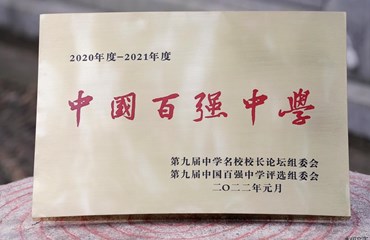 2020年度-2021年度
中國百强中學
第九届中学名校校长论坛组委会
第九届中国百强中学评选组委会
二〇二二年元月